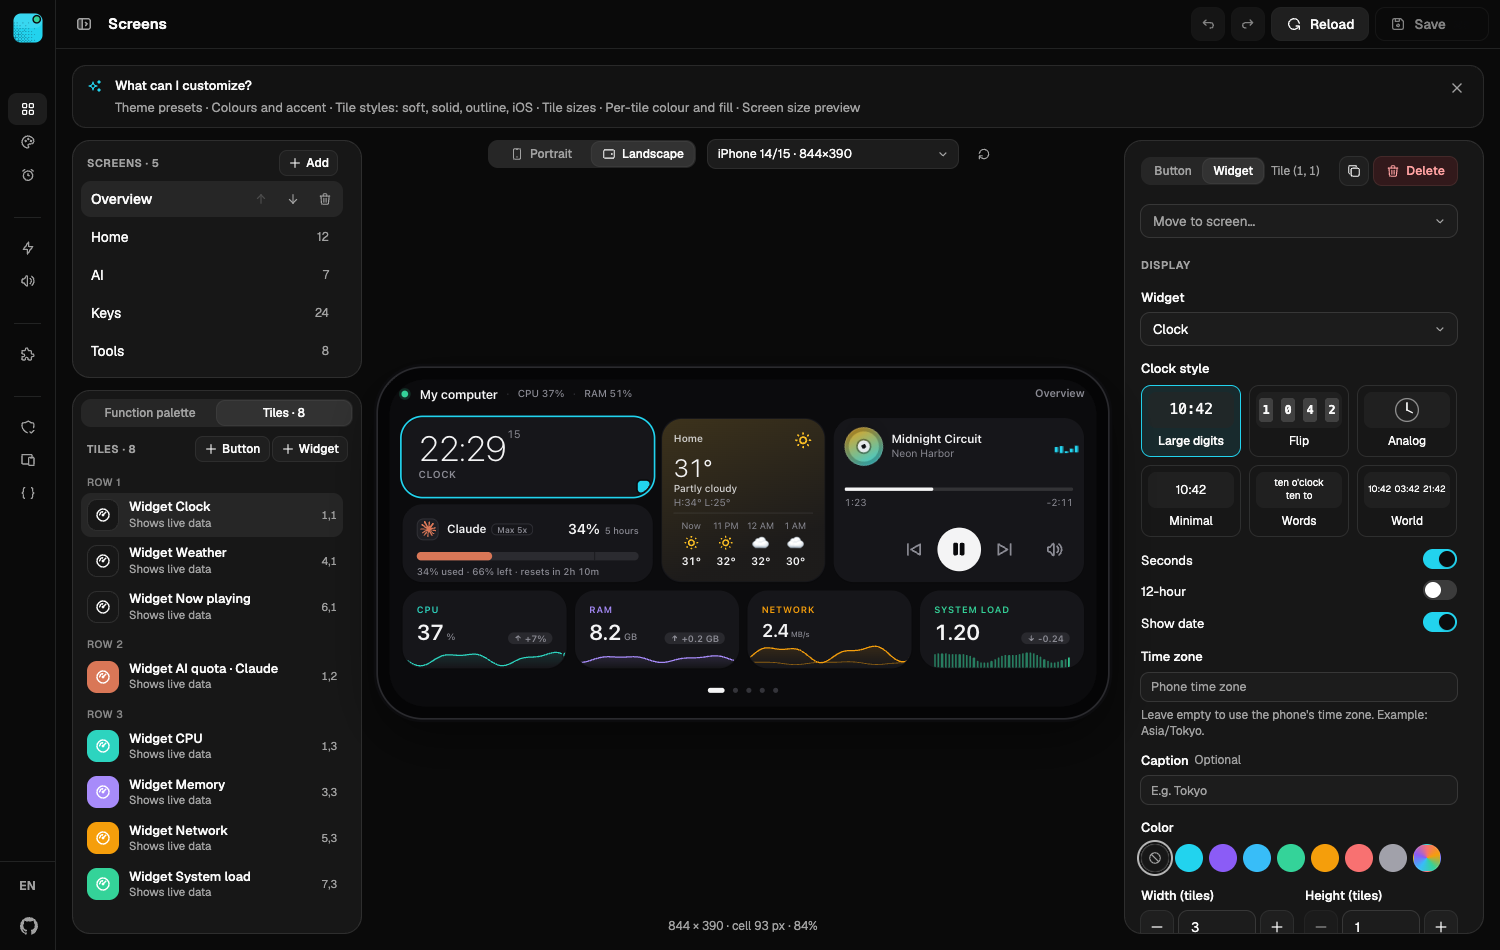 Screens
Reload
Save
What can I customize?
Theme presets · Colours and accent · Tile styles: soft, solid, outline, iOS · Tile sizes · Per-tile colour and fill · Screen size preview
SCREENS · 5
Add
Overview
Home 12
AI 7
Keys 24
Tools 8
Function palette
Tiles · 8
TILES · 8
Button
Widget
ROW 1
Widget Clock
Shows live data
1,1
Widget Weather
Shows live data
4,1
Widget Now playing
Shows live data
6,1
ROW 2
Widget AI quota · Claude
Shows live data
1,2
ROW 3
Widget CPU
Shows live data
1,3
Widget Memory
Shows live data
3,3
Widget Network
Shows live data
5,3
Widget System load
Shows live data
7,3
EN
Portrait
Landscape
iPhone 14/15 · 844×390
My computer · CPU 37% · RAM 51%
Overview
22:29 15
CLOCK
Home
31°
Partly cloudy
H:34° L:25°
Now 11 PM 12 AM 1 AM
31° 32° 32° 30°
Midnight Circuit
Neon Harbor
1:23 -2:11
Claude Max 5x 34% 5 hours
34% used · 66% left · resets in 2h 10m
CPU
37 %
↑ +7%
RAM
8.2 GB
↑ +0.2 GB
NETWORK
2.4 MB/s
SYSTEM LOAD
1.20
↓ -0.24
844 × 390 · cell 93 px · 84%
Button
Widget
Tile (1, 1)
Delete
Move to screen...
DISPLAY
Widget
Clock
Clock style
10:42
Large digits
1 0 4 2
Flip
Analog
10:42
Minimal
ten o'clock
ten to
Words
10:42 03:42 21:42
World
Seconds
12-hour
Show date
Time zone
Phone time zone
Leave empty to use the phone's time zone. Example:
Asia/Tokyo.
Caption Optional
E.g. Tokyo
Color
Width (tiles)
Height (tiles)
− 3 +
− 1 +